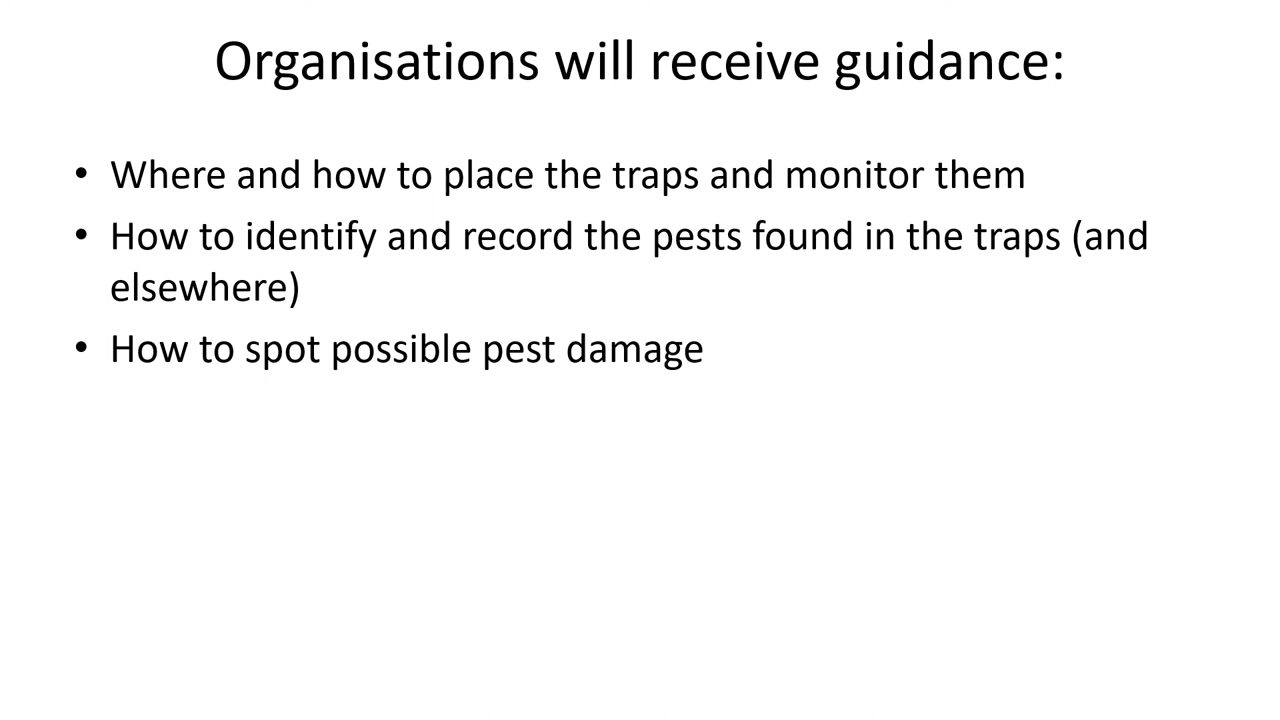 Organisations will receive guidance:
• Where and how to place the traps and monitor them
• How to identify and record the pests found in the traps (and
elsewhere)
• How to spot possible pest damage